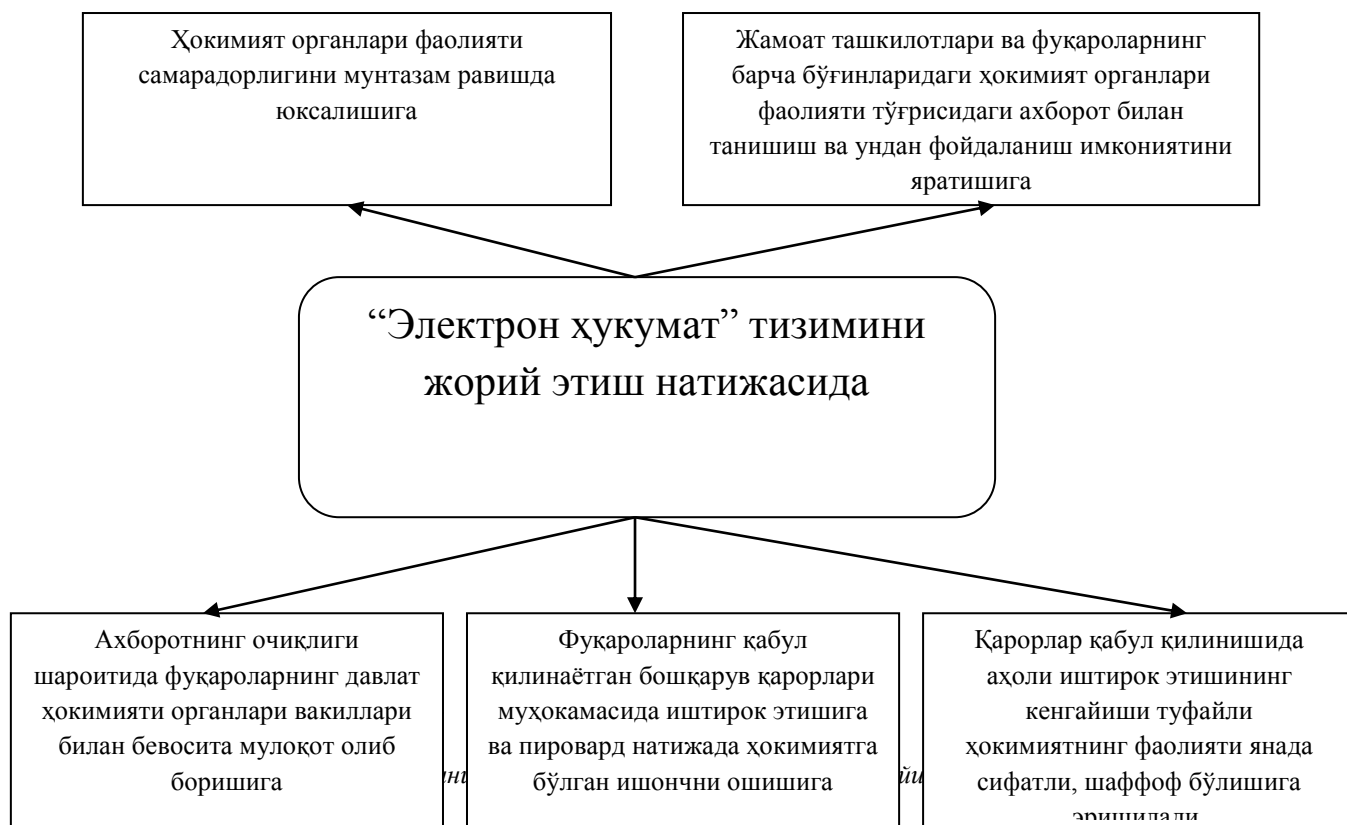 Ҳокимият органлари фаолияти
самарадорлигини мунтазам равишда
юксалишига
Жамоат ташкилотлари ва фуқароларнинг
барча бўғинларидаги ҳокимият органлари
фаолияти тўғрисидаги ахборот билан
танишиш ва ундан фойдаланиш имкониятини
яратишига
“Электрон ҳукумат” тизимини
жорий этиш натижасида
Ахборотнинг очиқлиги
шароитида фуқароларнинг давлат
ҳокимияти органлари вакиллари
билан бевосита мулоқот олиб
боришига
Фуқароларнинг қабул
қилинаётган бошқарув қарорлари
муҳокамасида иштирок этишига
ва пировард натижада ҳокимиятга
бўлган ишончни ошишига
Қарорлар қабул қилинишида
аҳоли иштирок этишининг
кенгайиши туфайли
ҳокимиятнинг фаолияти янада
сифатли, шаффоф бўлишига
эришилади